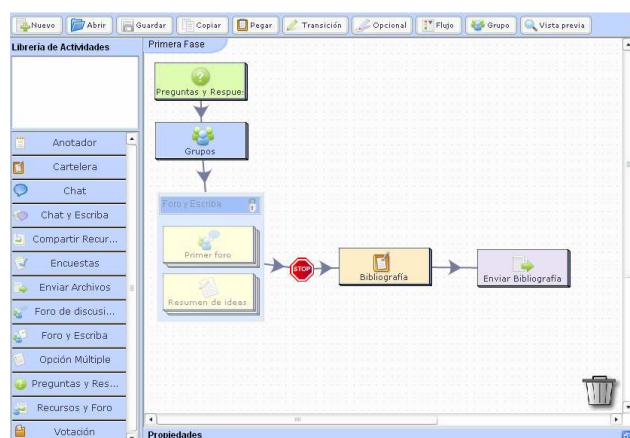 Nuevo Abrir Guardar Copiar Pegar Transición Opcional Flujo Grupo Vista previa
Librería de Actividades
Primera Fase
Preguntas y Respue
Grupos
Foro y Escriba
Primer foro
Resumen de ideas
STOP
Bibliografía
Enviar Bibliografía
Anotador
Cartelera
Chat
Chat y Escriba
Compartir Recur...
Encuestas
Enviar Archivos
Foro de discusi...
Foro y Escriba
Opción Múltiple
Preguntas y Res...
Recursos y Foro
Votación
Propiedades